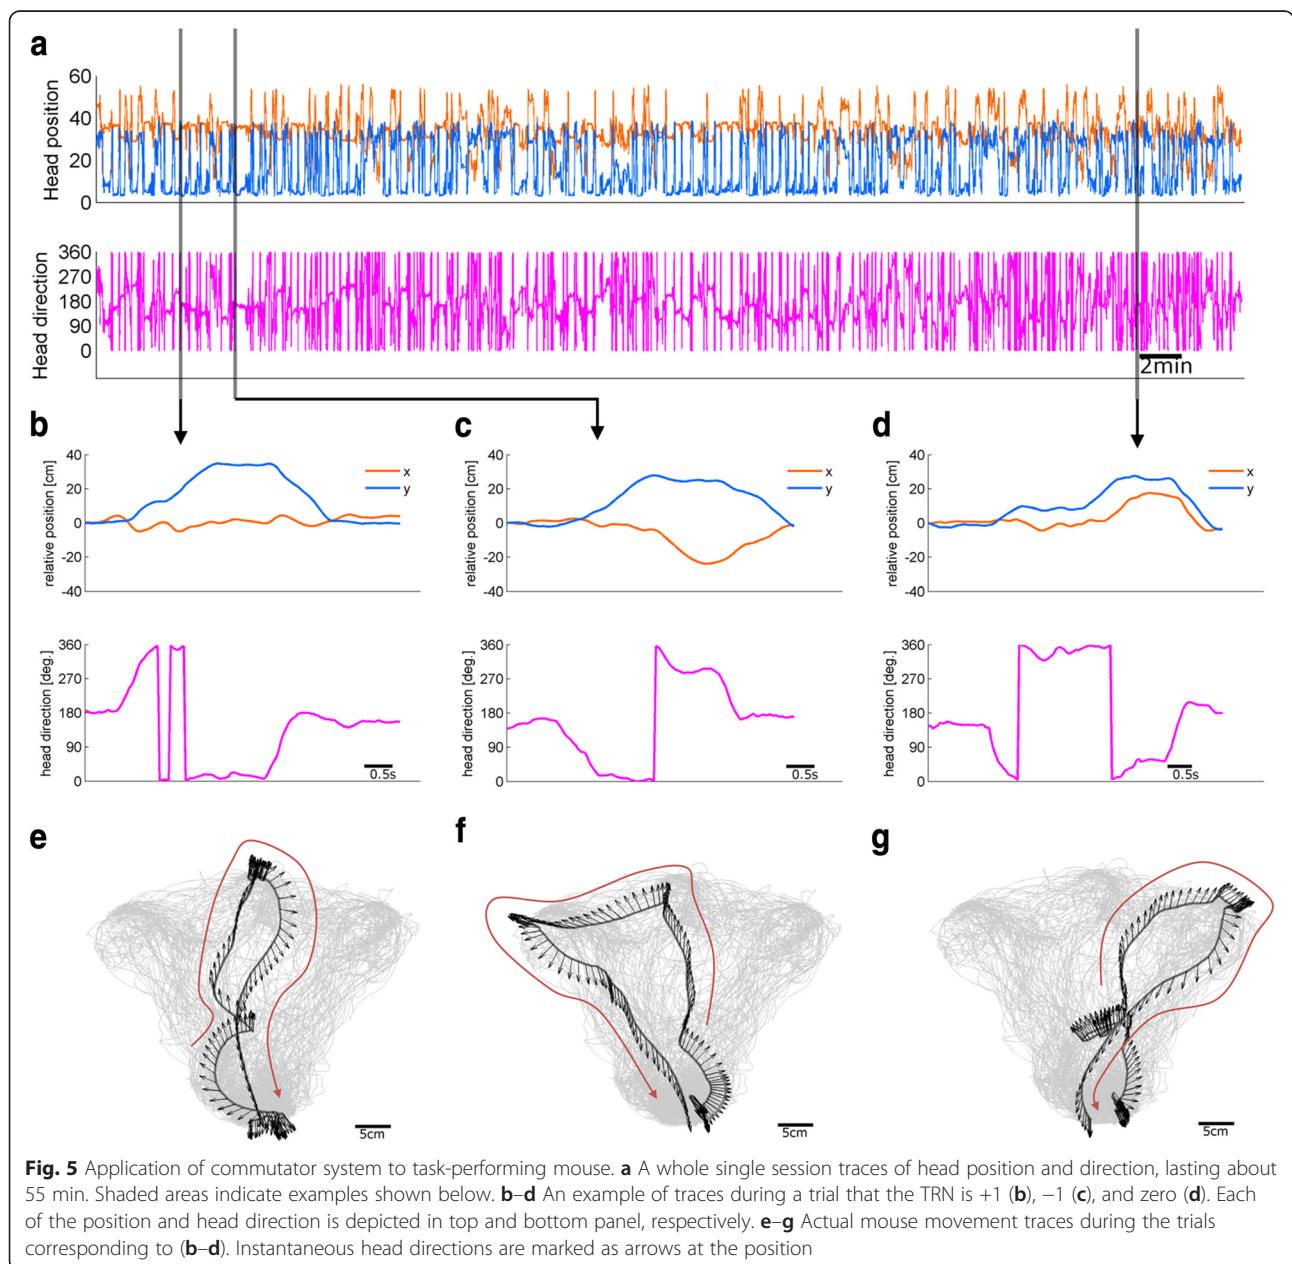 a
Head position
60
40
20
0
Head direction
360
270
180
90
0
2min
b
relative position [cm]
40
20
0
-20
-40
x
y
head direction [deg.]
360
270
180
90
0
0.5s
c
relative position [cm]
40
20
0
-20
-40
x
y
head direction [deg.]
360
270
180
90
0
0.5s
d
relative position [cm]
40
20
0
-20
-40
x
y
head direction [deg.]
360
270
180
90
0
0.5s
e
5cm
f
5cm
g
5cm
Fig. 5 Application of commutator system to task-performing mouse. a A whole single session traces of head position and direction, lasting about
55 min. Shaded areas indicate examples shown below. b–d An example of traces during a trial that the TRN is +1 (b), −1 (c), and zero (d). Each
of the position and head direction is depicted in top and bottom panel, respectively. e–g Actual mouse movement traces during the trials
corresponding to (b–d). Instantaneous head directions are marked as arrows at the position